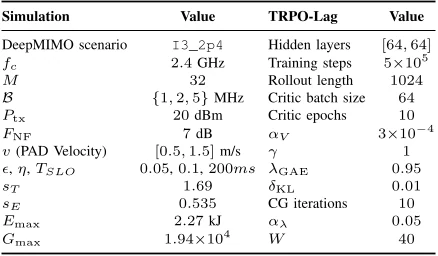 Simulation Value TRPO-Lag Value
DeepMIMO scenario I3_2p4 Hidden layers [64, 64]
f_c 2.4 GHz Training steps 5×10^5
M 32 Rollout length 1024
B {1, 2, 5} MHz Critic batch size 64
P_tx 20 dBm Critic epochs 10
F_NF 7 dB α_V 3×10^−4
v (PAD Velocity) [0.5, 1.5] m/s γ 1
ϵ, η, T_SLO 0.05, 0.1, 200ms λ_GAE 0.95
s_T 1.69 δ_KL 0.01
s_E 0.535 CG iterations 10
E_max 2.27 kJ α_λ 0.05
G_max 1.94×10^4 W 40